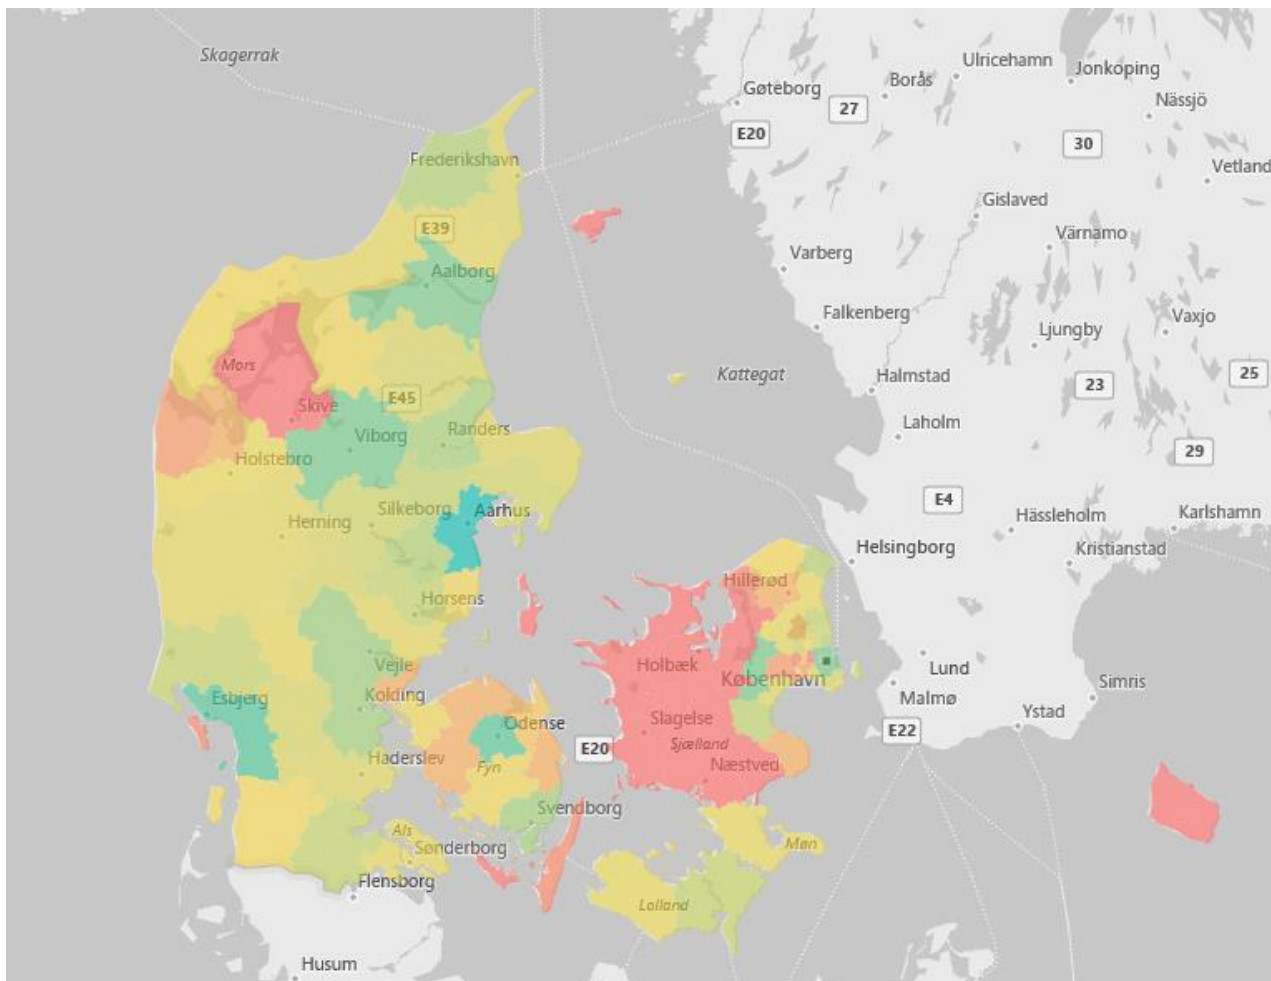 Skagerrak
Ulricehamn
Jonkoping
Gøteborg
Borås
Nässjö
27
E20
30
Frederikshavn
Vetland
Gislaved
E39
Värnamo
Varberg
Aalborg
Falkenberg
Vaxjo
Ljungby
Mors
Kattegat
Halmstad
25
23
E45
Skive
Laholm
Randers
Viborg
29
Holstebro
E4
Silkeborg
Aarhus
Karlshamn
Herning
Hässleholm
Helsingborg
Kristianstad
Hillerød
Horsens
Vejle
Holbæk
Lund
København
Malmø
Simris
Esbjerg
Kolding
Slagelse
Ystad
Odense
E22
Sjælland
E20
Haderslev
Fyn
Næstved
Svendborg
Als
Sønderborg
Møn
Flensborg
Lolland
Husum